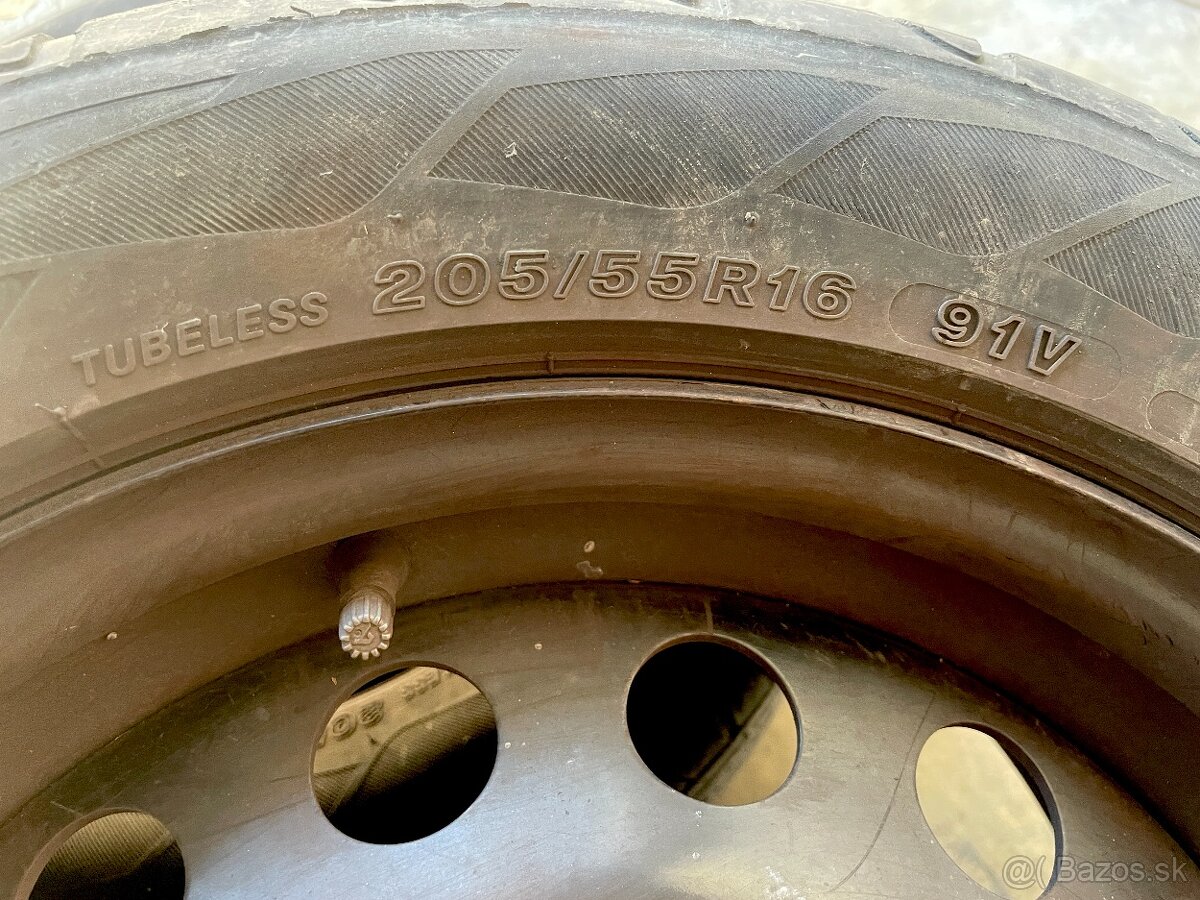 TUBELESS 205/55R16 91V
@( Bazos.sk